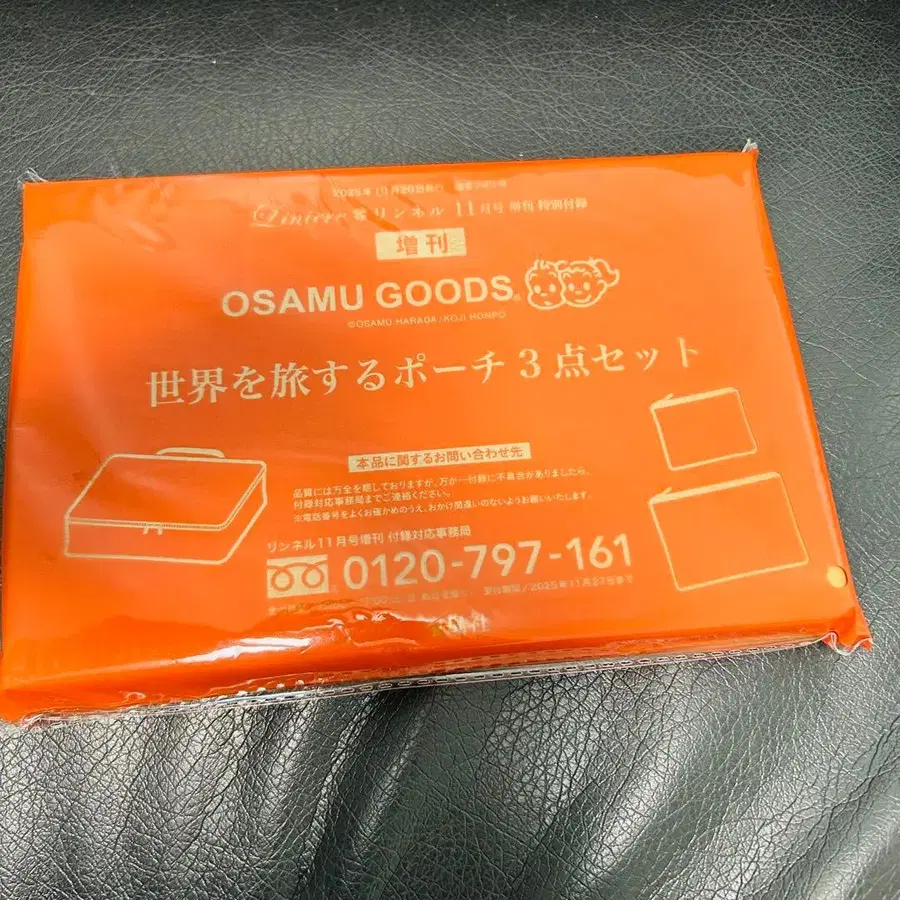 Liniere リンネル 11月号 増刊 特別付録
増刊
OSAMU GOODS®
©OSAMU HARADA / KOJI HONPO
世界を旅するポーチ3点セット
本品に関するお問い合わせ先
品質には万全を期しておりますが、万が一付録に不具合がありましたら、
付録対応事務局までご連絡ください。
※電話番号をよくお確かめのうえ、おかけ間違いのないようお願いいたします。
リンネル11月号増刊 付録対応事務局
0120-797-161
受付期間/2025年11月27日まで